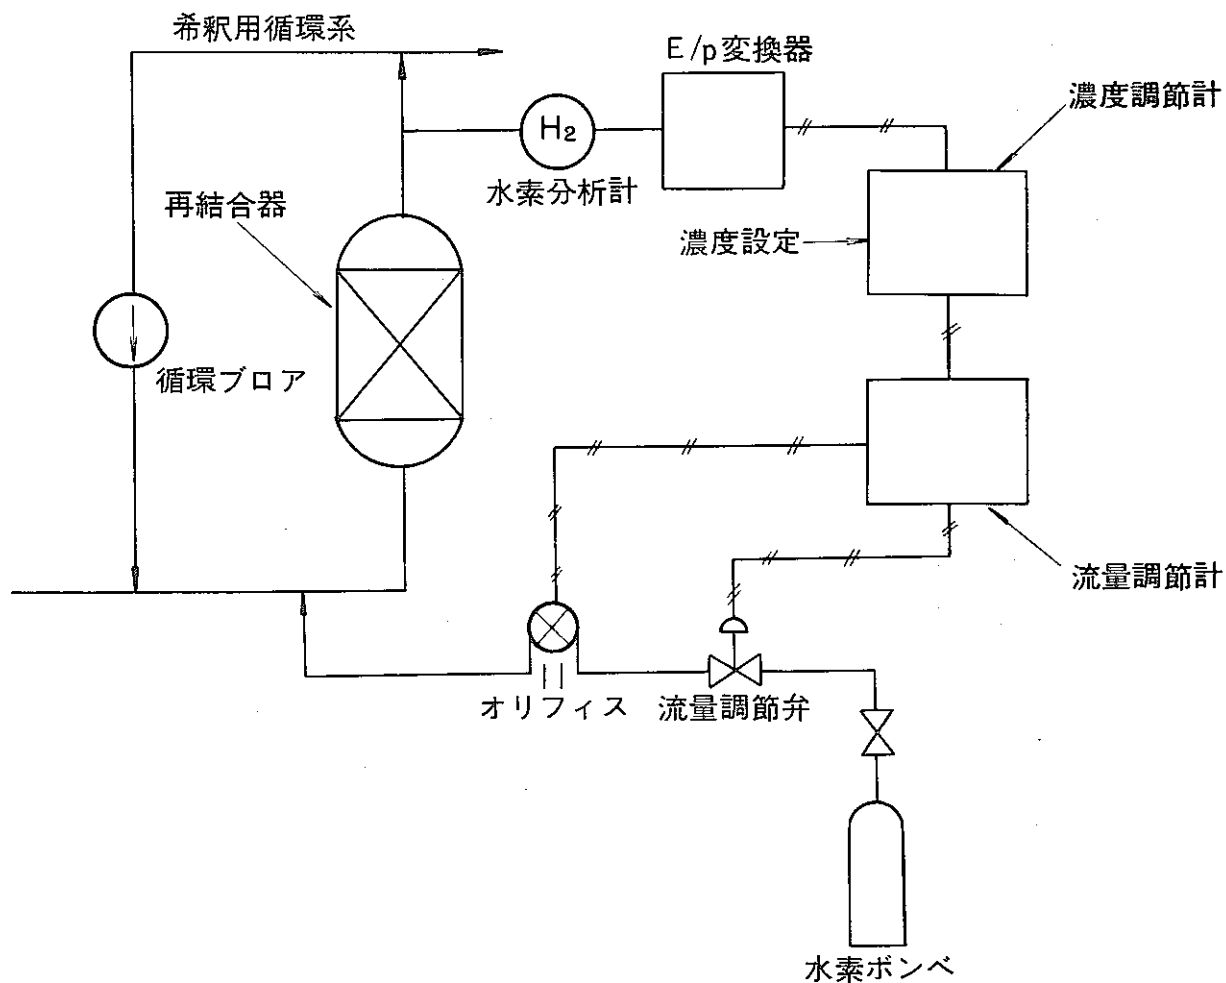 希釈用循環系
E/p変換器
濃度調節計
H₂
水素分析計
再結合器
濃度設定
循環ブロア
流量調節計
オリフィス
流量調節弁
水素ボンベ